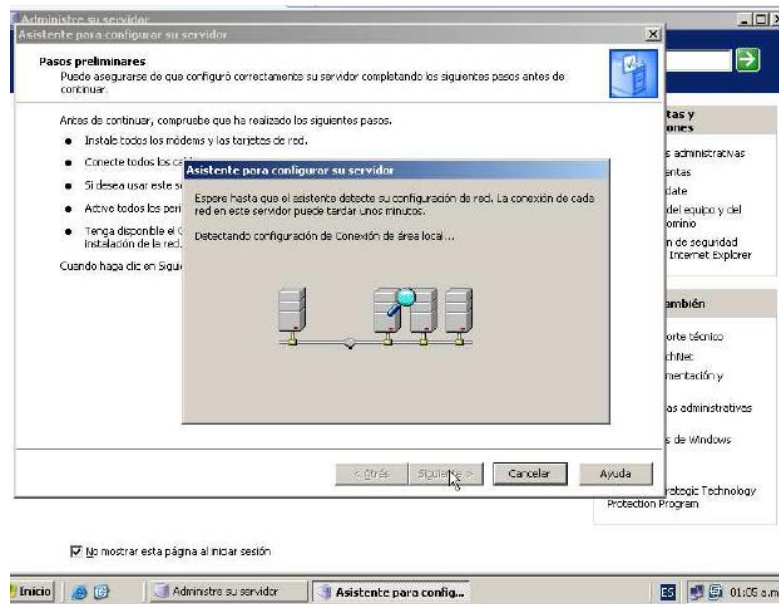 Administre su servidor
Asistente para configurar su servidor
Pasos preliminares
Puede asegurarse de que configuró correctamente su servidor completando los siguientes pasos antes de
continuar.
Antes de continuar, compruebe que ha realizado los siguientes pasos.
Instale todos los módems y las tarjetas de red.
Conecte todos los
Si desea usar este
Active todos los
Tenga disponible el
instalación de la red.
Cuando haga clic en
Asistente para configurar su servidor
Espere hasta que el asistente detecte su configuración de red. La conexión de cada
red en este servidor puede tardar unos minutos.
Detectando configuración de Conexión de área local...
< Atrás
Siguiente >
Cancelar
Ayuda
tas y
ones
s administrativas
entas
date
del equipo y del
ominio
n de seguridad
Internet Explorer
ambién
orte técnico
chNet
mentación y
as administrativas
s de Windows
rategic Technology
Protection Program
No mostrar esta página al iniciar sesión
Inicio
Administre su servidor
Asistente para config...
ES
01:05 a.m